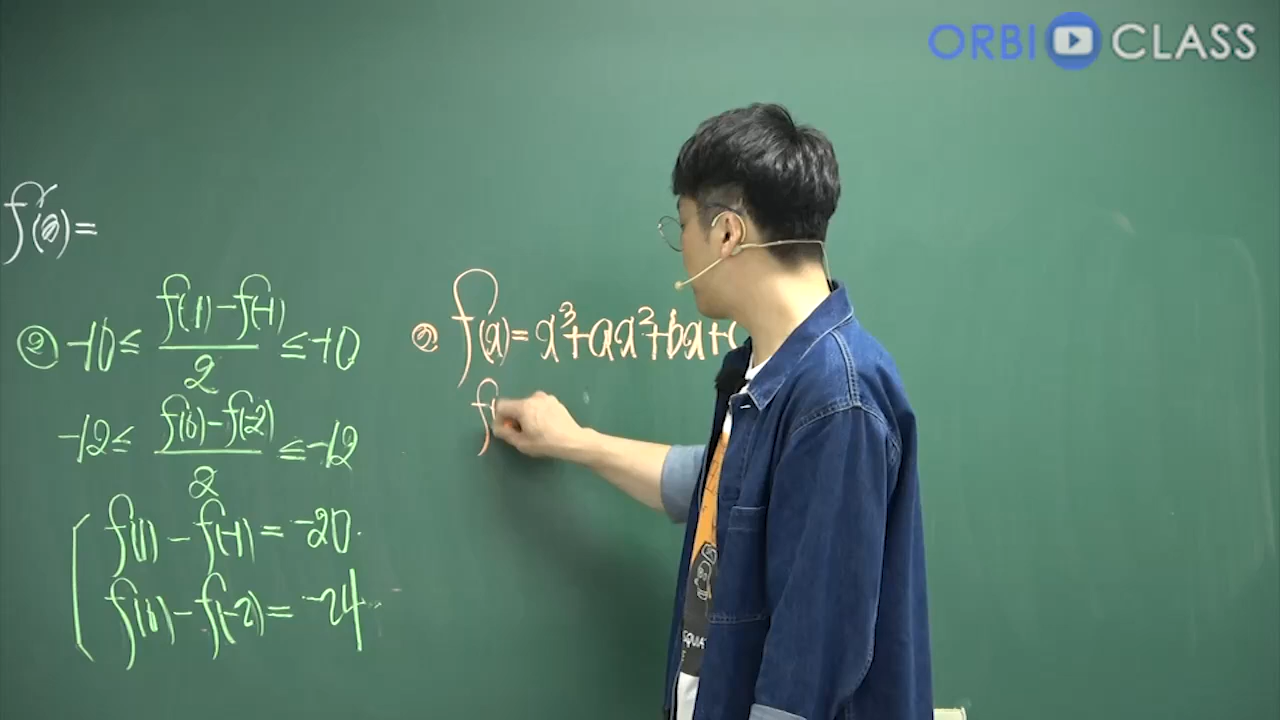 ORBI CLASS
f'(2)=
② -10 ≤ f(1)-f(-1) / 2 ≤ -10
-12 ≤ f(0)-f(-2) / 2 ≤ -12
f(1) - f(-1) = -20.
f(0) - f(-2) = -24
② f(x) = x³+ax²+bx+
f